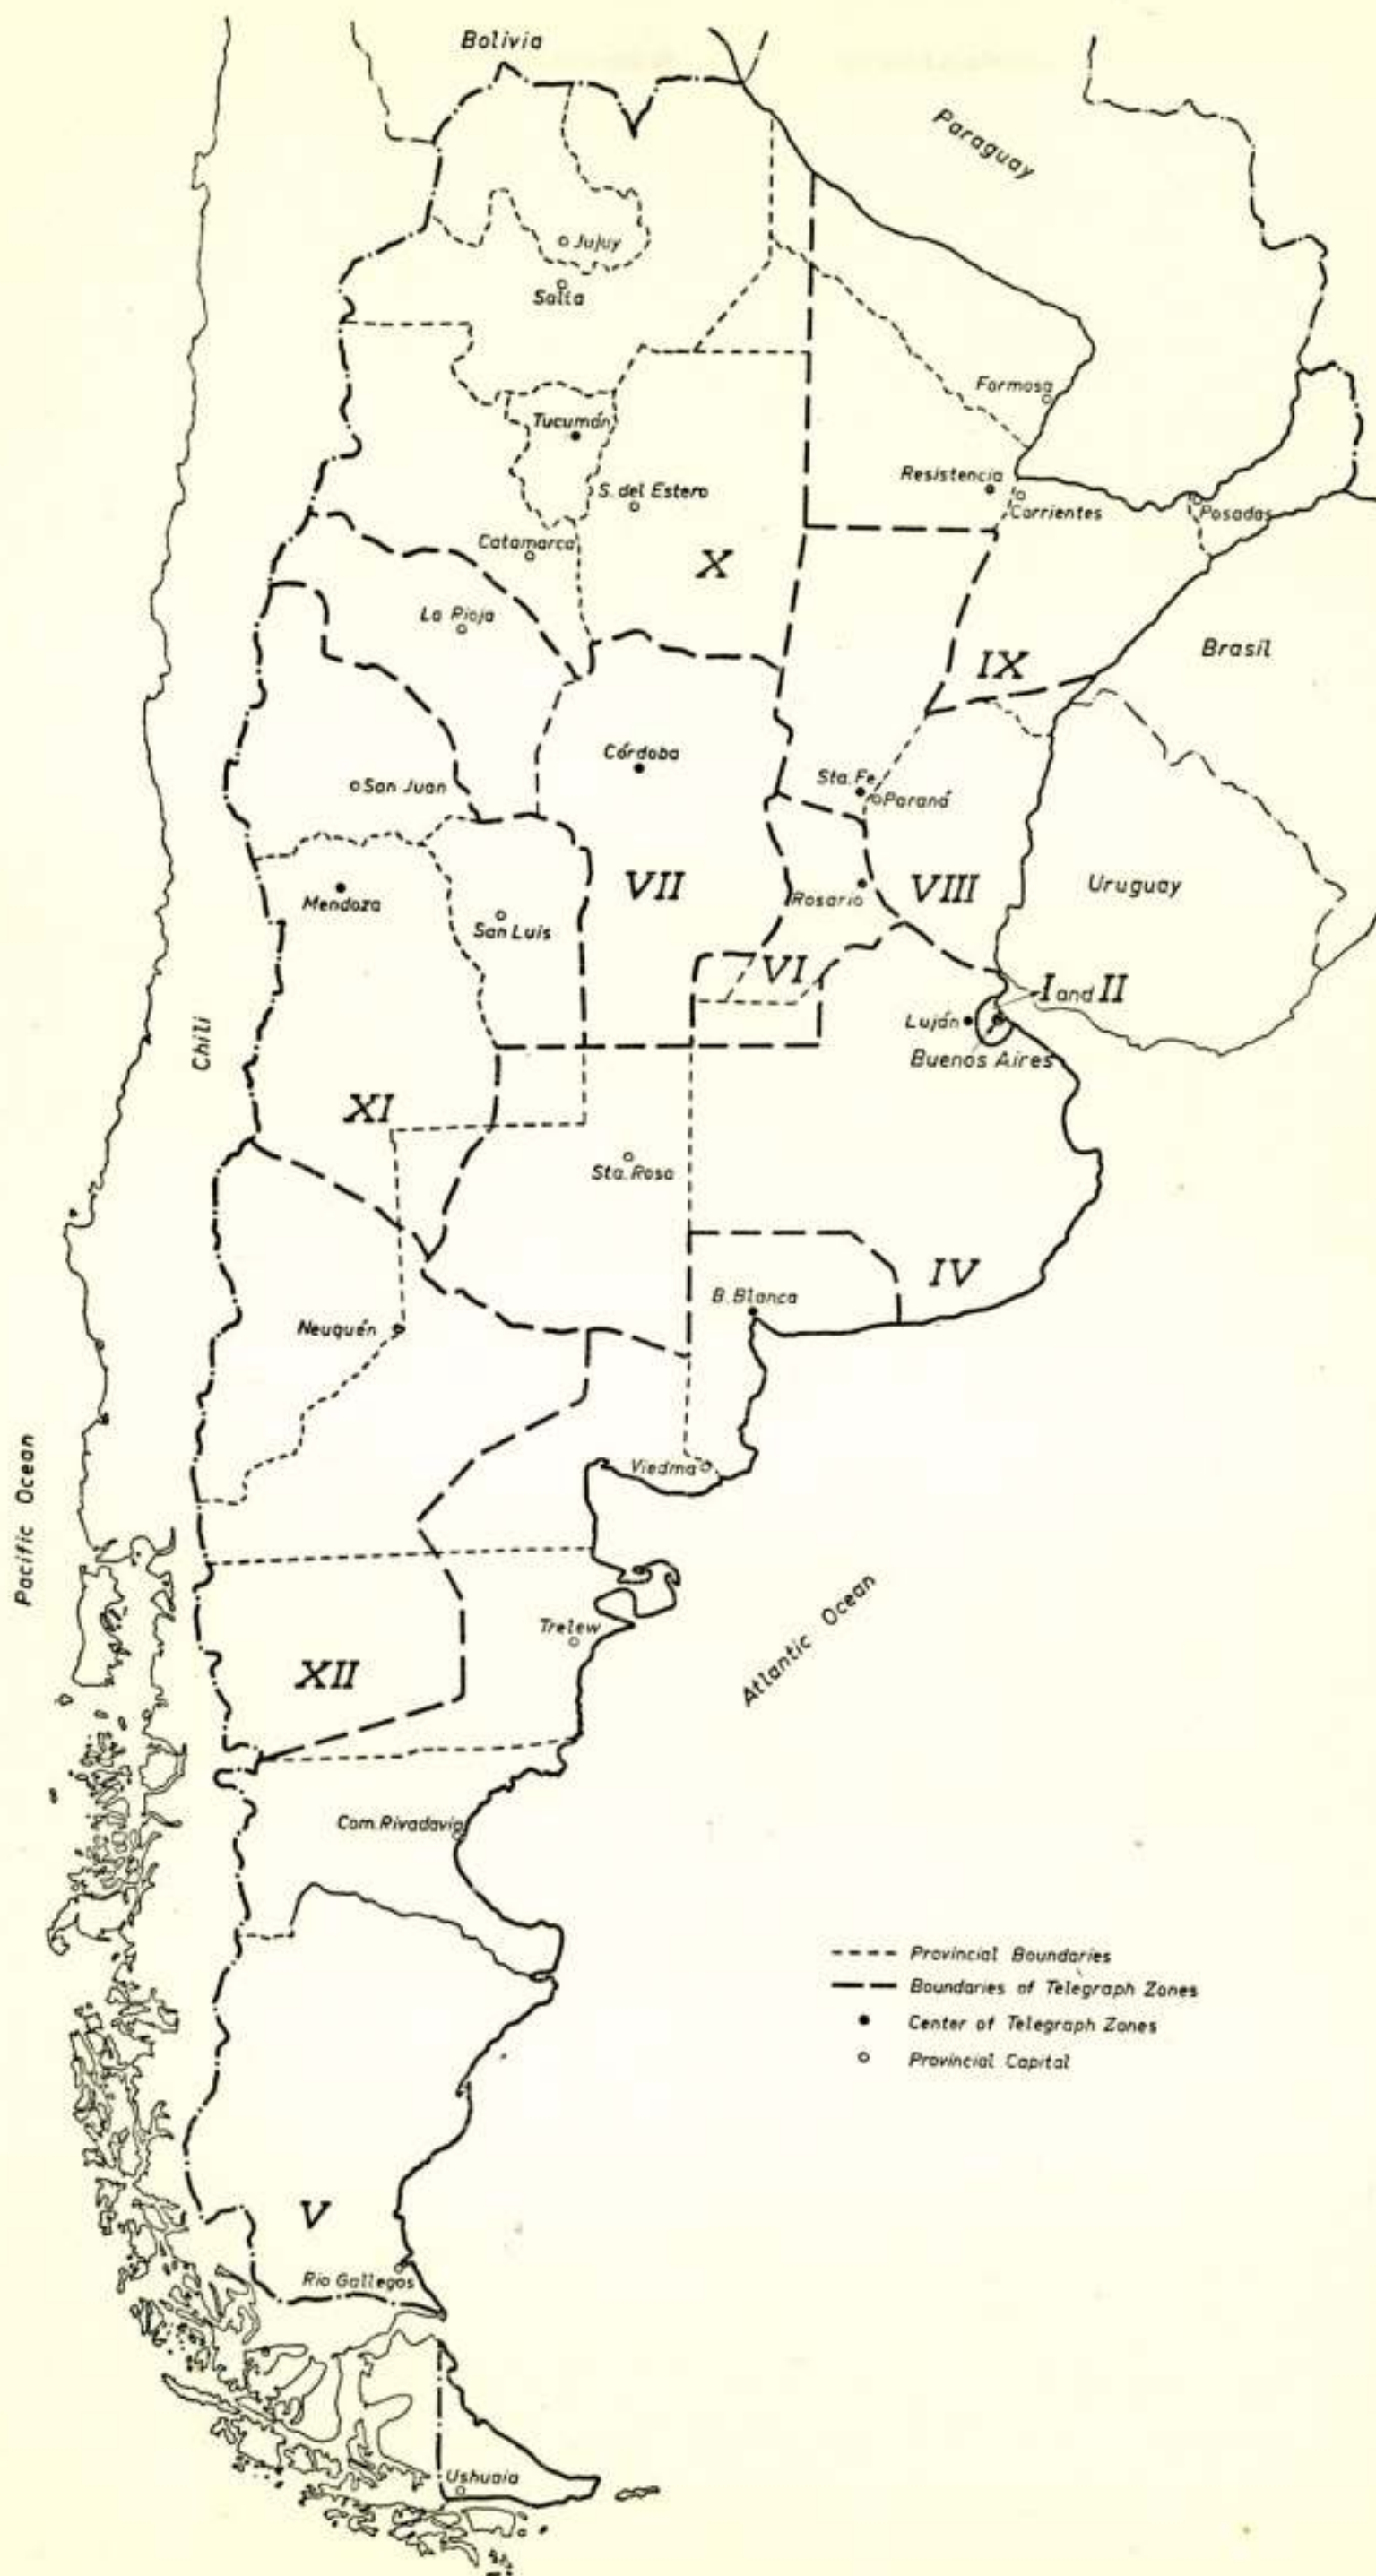 Bolivia
Paraguay
Jujuy
Salta
Formosa
Tucumán
Resistencia
S. del Estero
Corrientes
Posadas
Catamarca
X
La Rioja
Brasil
IX
Córdoba
Sta. Fe
San Juan
Paraná
VII
VIII
Uruguay
Mendoza
Rosario
San Luis
VI
I and II
Luján
Chili
Buenos Aires
XI
Sta. Rosa
IV
B. Blanca
Neuquén
Viedma
Pacific Ocean
Trelew
Atlantic Ocean
XII
Com. Rivadavia
Provincial Boundaries
Boundaries of Telegraph Zones
Center of Telegraph Zones
Provincial Capital
V
Rio Gallegos
Ushuaia